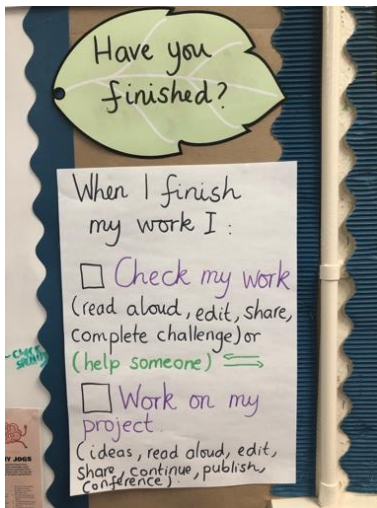 Have you
finished?
When I finish
my work I :
Check my work
(read aloud, edit, share,
complete challenge) or
(help someone)
Work on my
project
(ideas, read aloud, edit,
share, continue, publish,
conference).